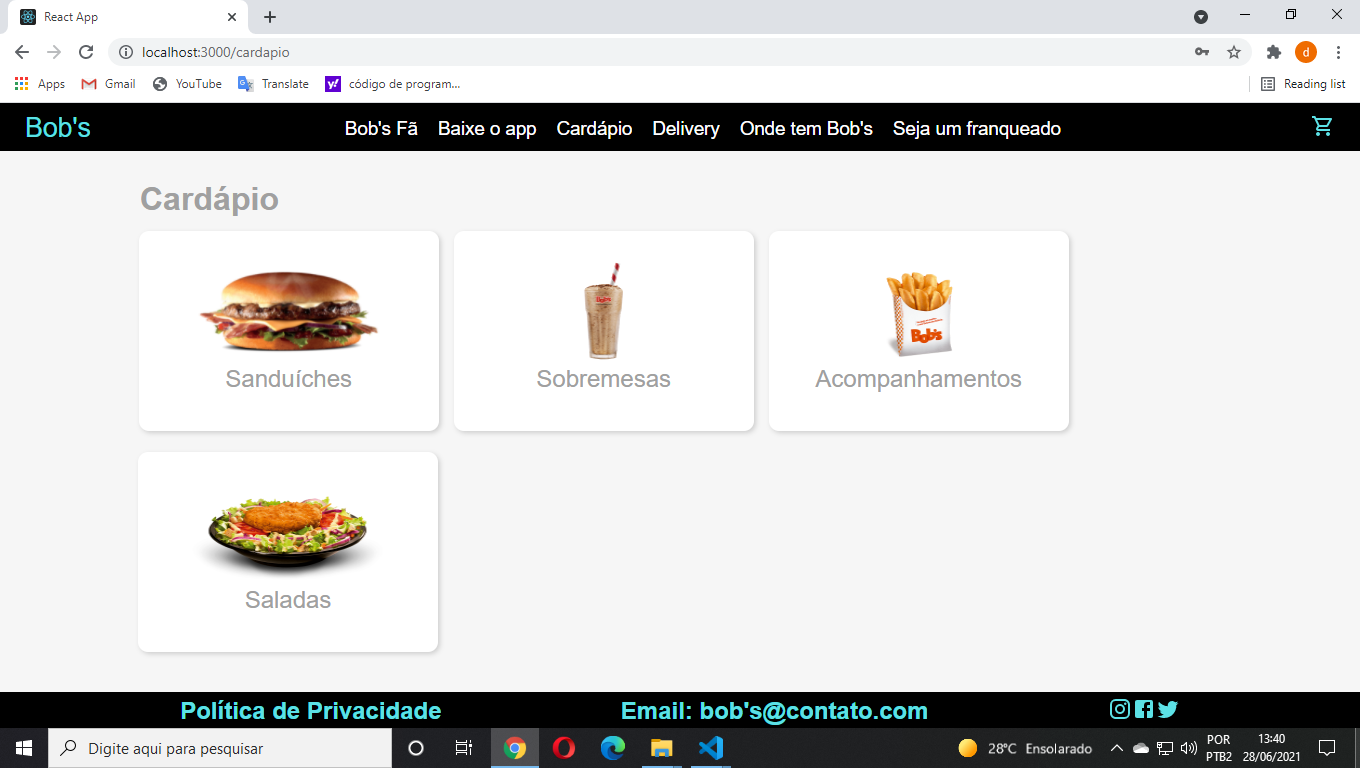 React App
localhost:3000/cardapio
d
Apps Gmail YouTube Translate código de program... Reading list
Bob's Bob's Fã Baixe o app Cardápio Delivery Onde tem Bob's Seja um franqueado
Cardápio
Bob's
Bob's
Sanduíches Sobremesas Acompanhamentos
Saladas
Política de Privacidade Email: bob's@contato.com
Digite aqui para pesquisar 28°C Ensolarado POR 13:40
PTB2 28/06/2021